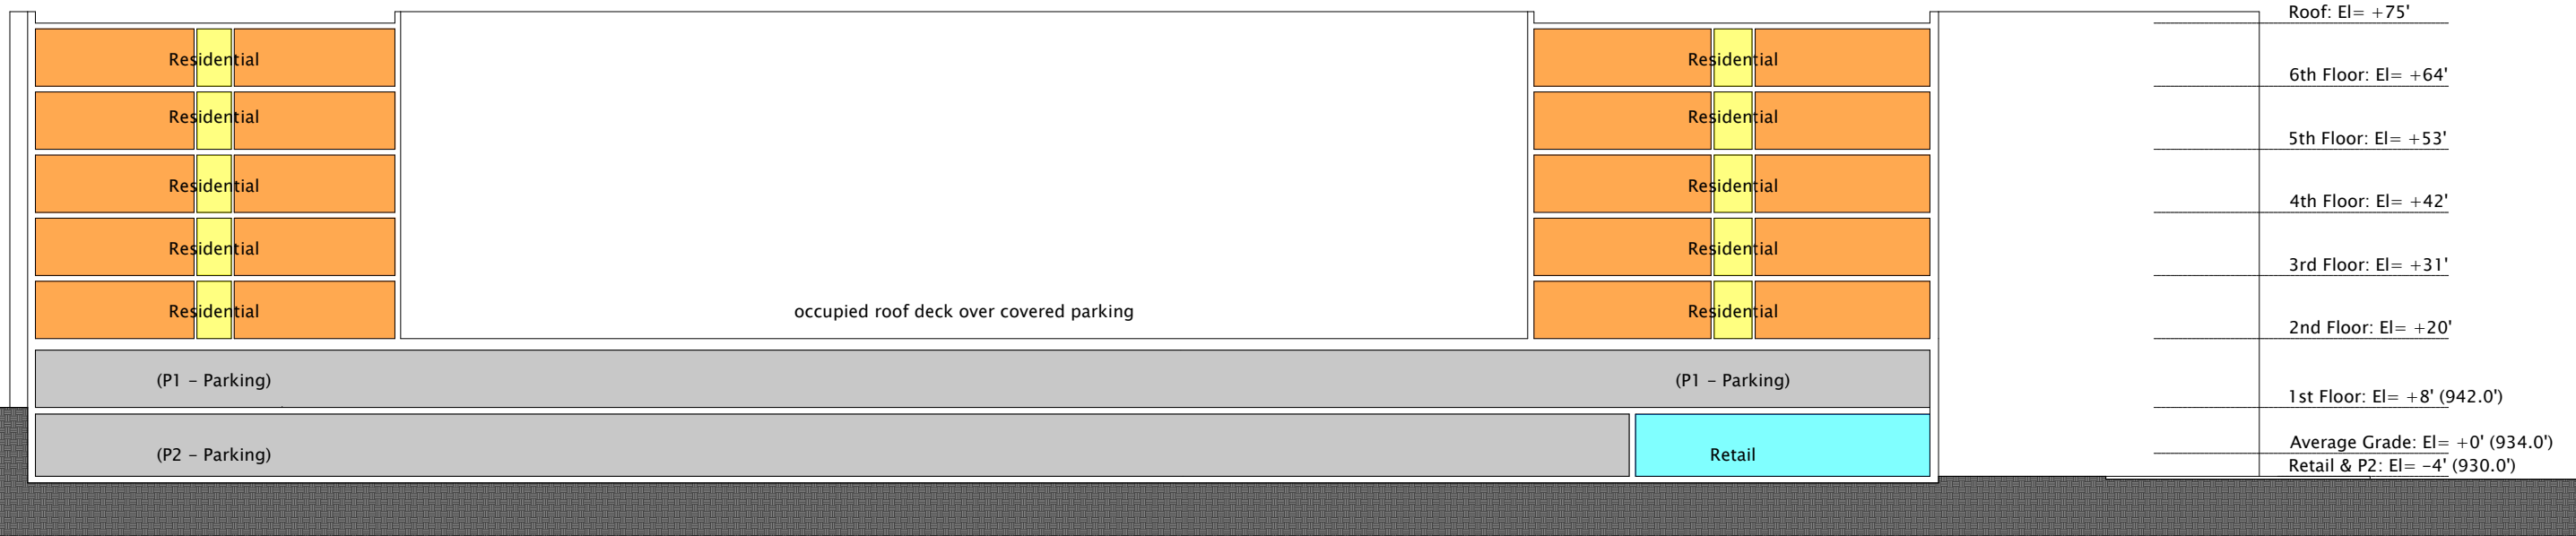 Roof: El= +75'
Residential Residential
6th Floor: El= +64'
Residential Residential
5th Floor: El= +53'
Residential Residential
4th Floor: El= +42'
Residential Residential
3rd Floor: El= +31'
Residential occupied roof deck over covered parking Residential
2nd Floor: El= +20'
(P1 – Parking) (P1 – Parking)
1st Floor: El= +8' (942.0')
Average Grade: El= +0' (934.0')
(P2 – Parking) Retail
Retail & P2: El= –4' (930.0')